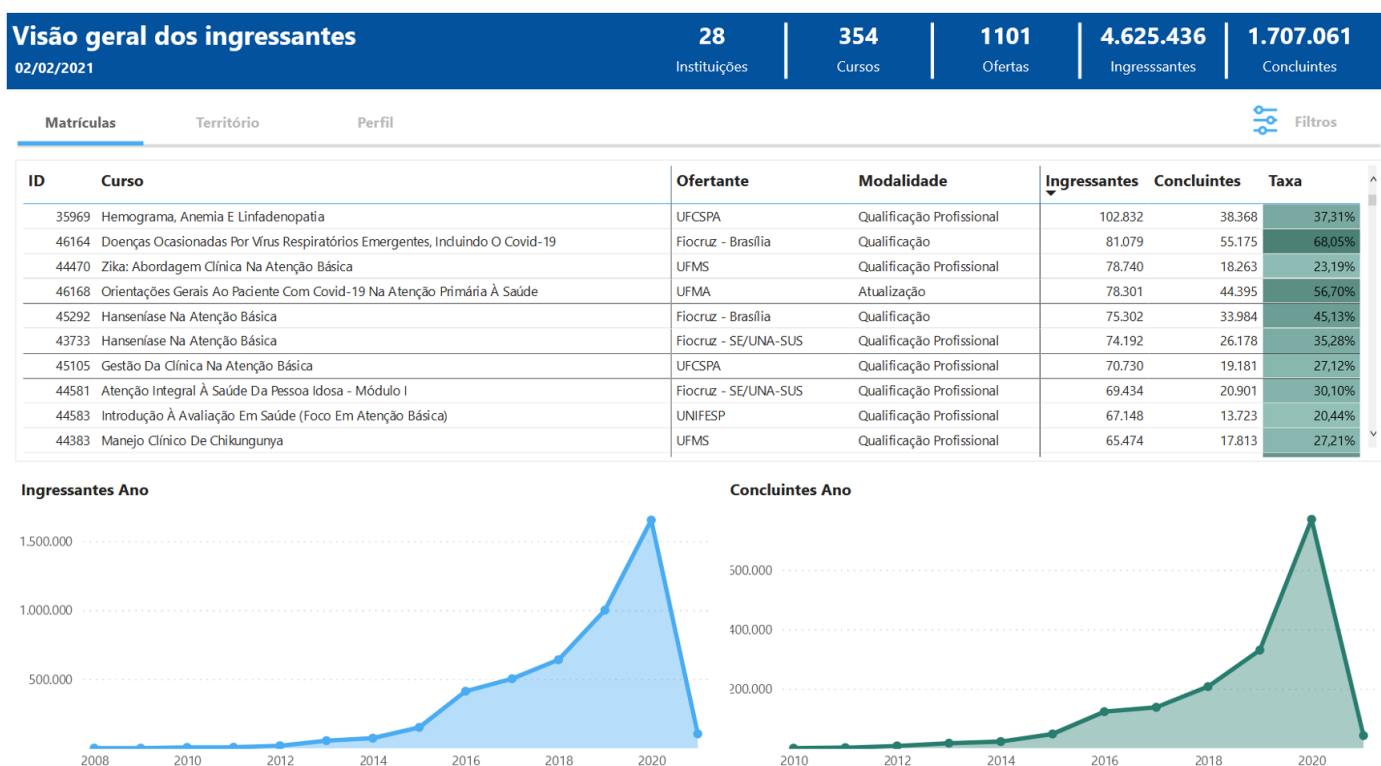 Visão geral dos ingressantes
02/02/2021
28 354 1101 4.625.436 1.707.061
Instituições Cursos Ofertas Ingresssantes Concluintes
Matrículas Território Perfil Filtros
ID Curso Ofertante Modalidade Ingressantes Concluintes Taxa
35969 Hemograma, Anemia E Linfadenopatia UFCSPA Qualificação Profissional 102.832 38.368 37,31%
46164 Doenças Ocasionadas Por Vírus Respiratórios Emergentes, Incluindo O Covid-19 Fiocruz - Brasília Qualificação 81.079 55.175 68,05%
44470 Zika: Abordagem Clínica Na Atenção Básica UFMS Qualificação Profissional 78.740 18.263 23,19%
46168 Orientações Gerais Ao Paciente Com Covid-19 Na Atenção Primária À Saúde UFMA Atualização 78.301 44.395 56,70%
45292 Hanseníase Na Atenção Básica Fiocruz - Brasília Qualificação 75.302 33.984 45,13%
43733 Hanseníase Na Atenção Básica Fiocruz - SE/UNA-SUS Qualificação Profissional 74.192 26.178 35,28%
45105 Gestão Da Clínica Na Atenção Básica UFCSPA Qualificação Profissional 70.730 19.181 27,12%
44581 Atenção Integral À Saúde Da Pessoa Idosa - Módulo I Fiocruz - SE/UNA-SUS Qualificação Profissional 69.434 20.901 30,10%
44583 Introdução À Avaliação Em Saúde (Foco Em Atenção Básica) UNIFESP Qualificação Profissional 67.148 13.723 20,44%
44383 Manejo Clínico De Chikungunya UFMS Qualificação Profissional 65.474 17.813 27,21%
Ingressantes Ano
1.500.000
1.000.000
500.000
2008 2010 2012 2014 2016 2018 2020
Concluintes Ano
500.000
400.000
200.000
2010 2012 2014 2016 2018 2020